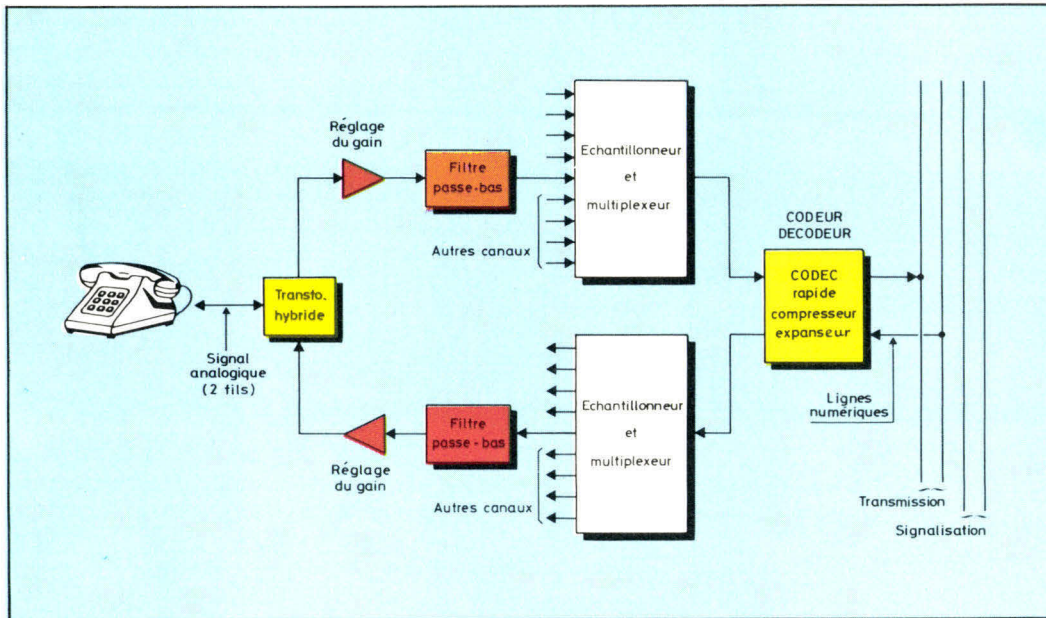 Réglage
du gain
Filtre
passe-bas
Echantillonneur
et
multiplexeur
Autres canaux
CODEUR
DECODEUR
CODEC
rapide
compresseur
expanseur
Transfo.
hybride
Signal
analogique
(2 fils)
Lignes
numériques
Filtre
passe-bas
Réglage
du gain
Echantillonneur
et
multiplexeur
Autres canaux
Transmission
Signalisation